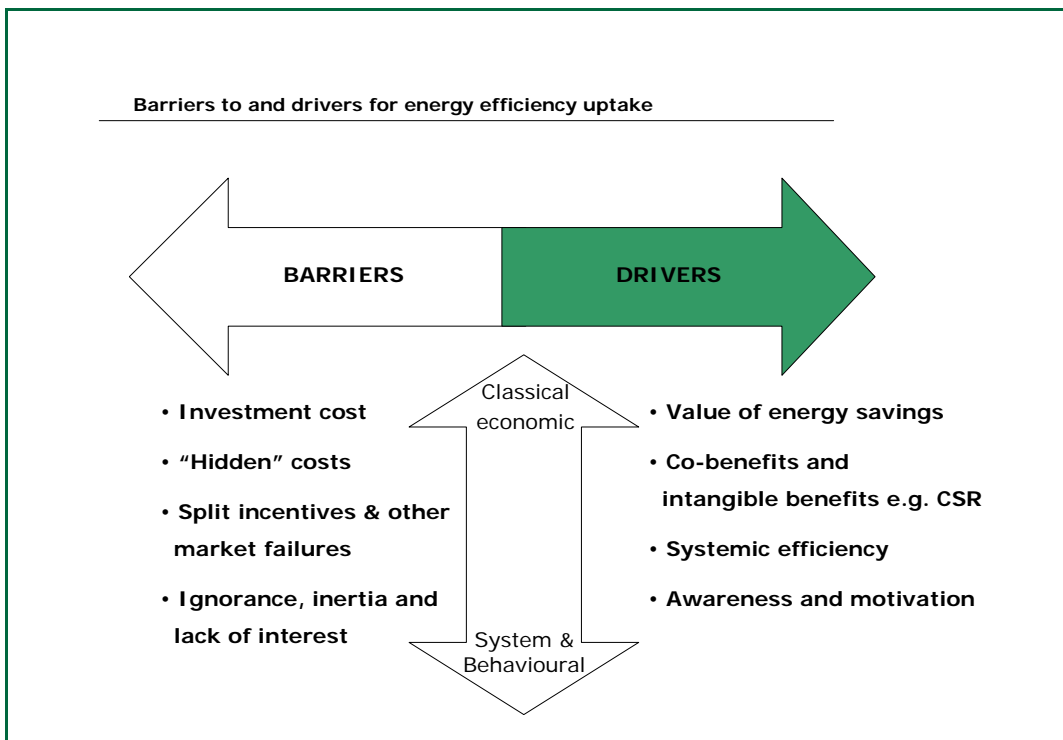 Barriers to and drivers for energy efficiency uptake
BARRIERS
DRIVERS
• Investment cost
• “Hidden” costs
• Split incentives & other
market failures
• Ignorance, inertia and
lack of interest
Classical
economic
System &
Behavioural
• Value of energy savings
• Co-benefits and
intangible benefits e.g. CSR
• Systemic efficiency
• Awareness and motivation